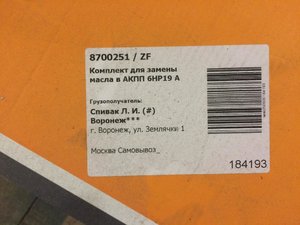 8700251 / ZF
Комплект для замены
масла в АКПП 6HP19 A
Грузополучатель:
Спивак Л. И. (#)
Воронеж***
г. Воронеж, ул. Землячки 1
Москва Самовывоз_
184193